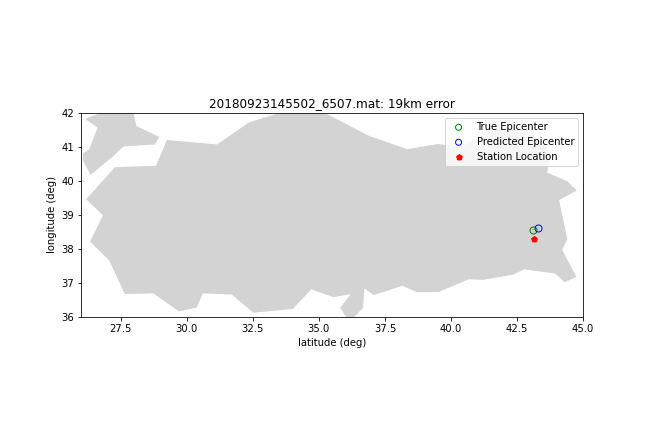 20180923145502_6507.mat: 19km error
True Epicenter
Predicted Epicenter
Station Location
longitude (deg)
42
41
40
39
38
37
36
27.5 30.0 32.5 35.0 37.5 40.0 42.5 45.0
latitude (deg)